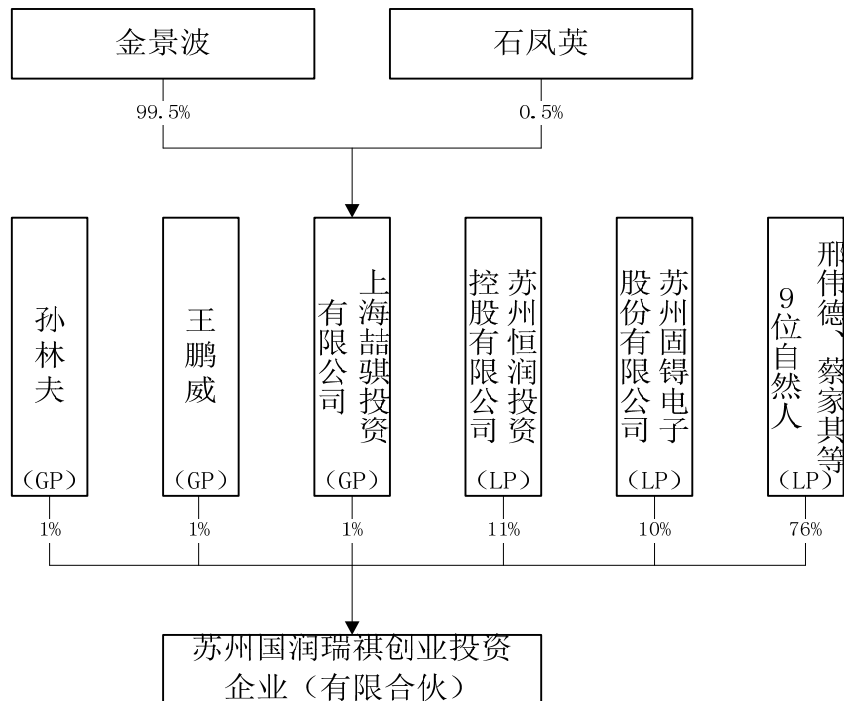 金景波
石凤英
99.5%
0.5%
孙林夫
（GP）
王鹏威
（GP）
上海喆骐投资
有限公司
（GP）
苏州恒润投资
控股有限公司
（LP）
苏州固锝电子
股份有限公司
（LP）
邢伟德、蔡家其等
9位自然人
（LP）
1%
1%
1%
11%
10%
76%
苏州国润瑞祺创业投资
企业（有限合伙）